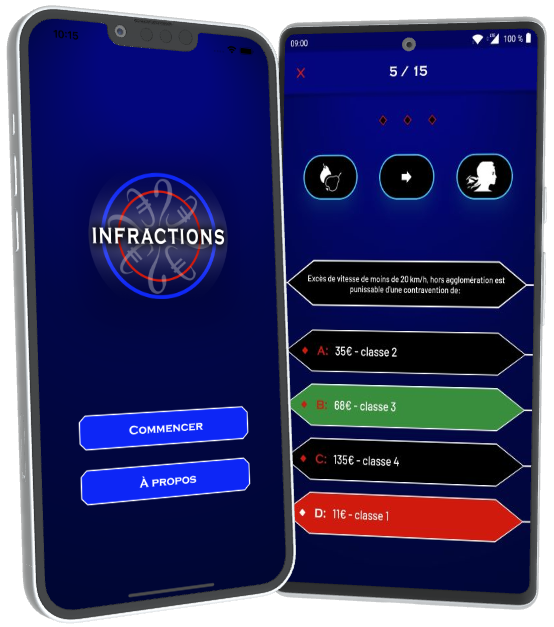 10:15
INFRACTIONS
COMMENCER
À PROPOS
09:00
100 %
5 / 15
Excès de vitesse de moins de 20 km/h, hors agglomération est
punissable d'une contravention de:
A: 35€ - classe 2
B: 68€ - classe 3
C: 135€ - classe 4
D: 11€ - classe 1